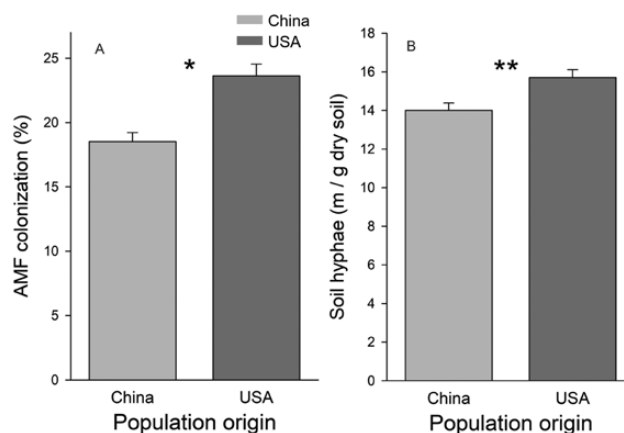 China
USA
A
*
AMF colonization (%)
25
20
15
10
5
0
China
USA
Population origin
B
**
Soil hyphae (m / g dry soil)
16
14
12
10
8
6
4
2
0
China
USA
Population origin